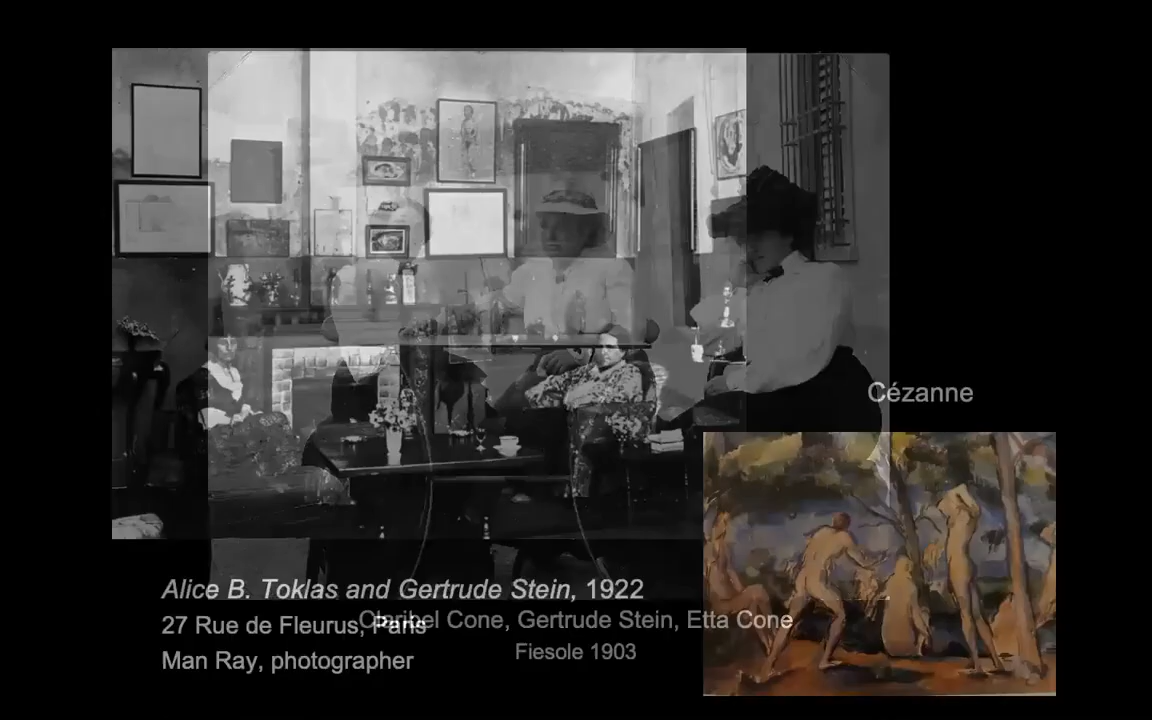 Cézanne
Alice B. Toklas and Gertrude Stein, 1922
27 Rue de Fleurus, Paris
Man Ray, photographer
Claribel Cone, Gertrude Stein, Etta Cone
Fiesole 1903